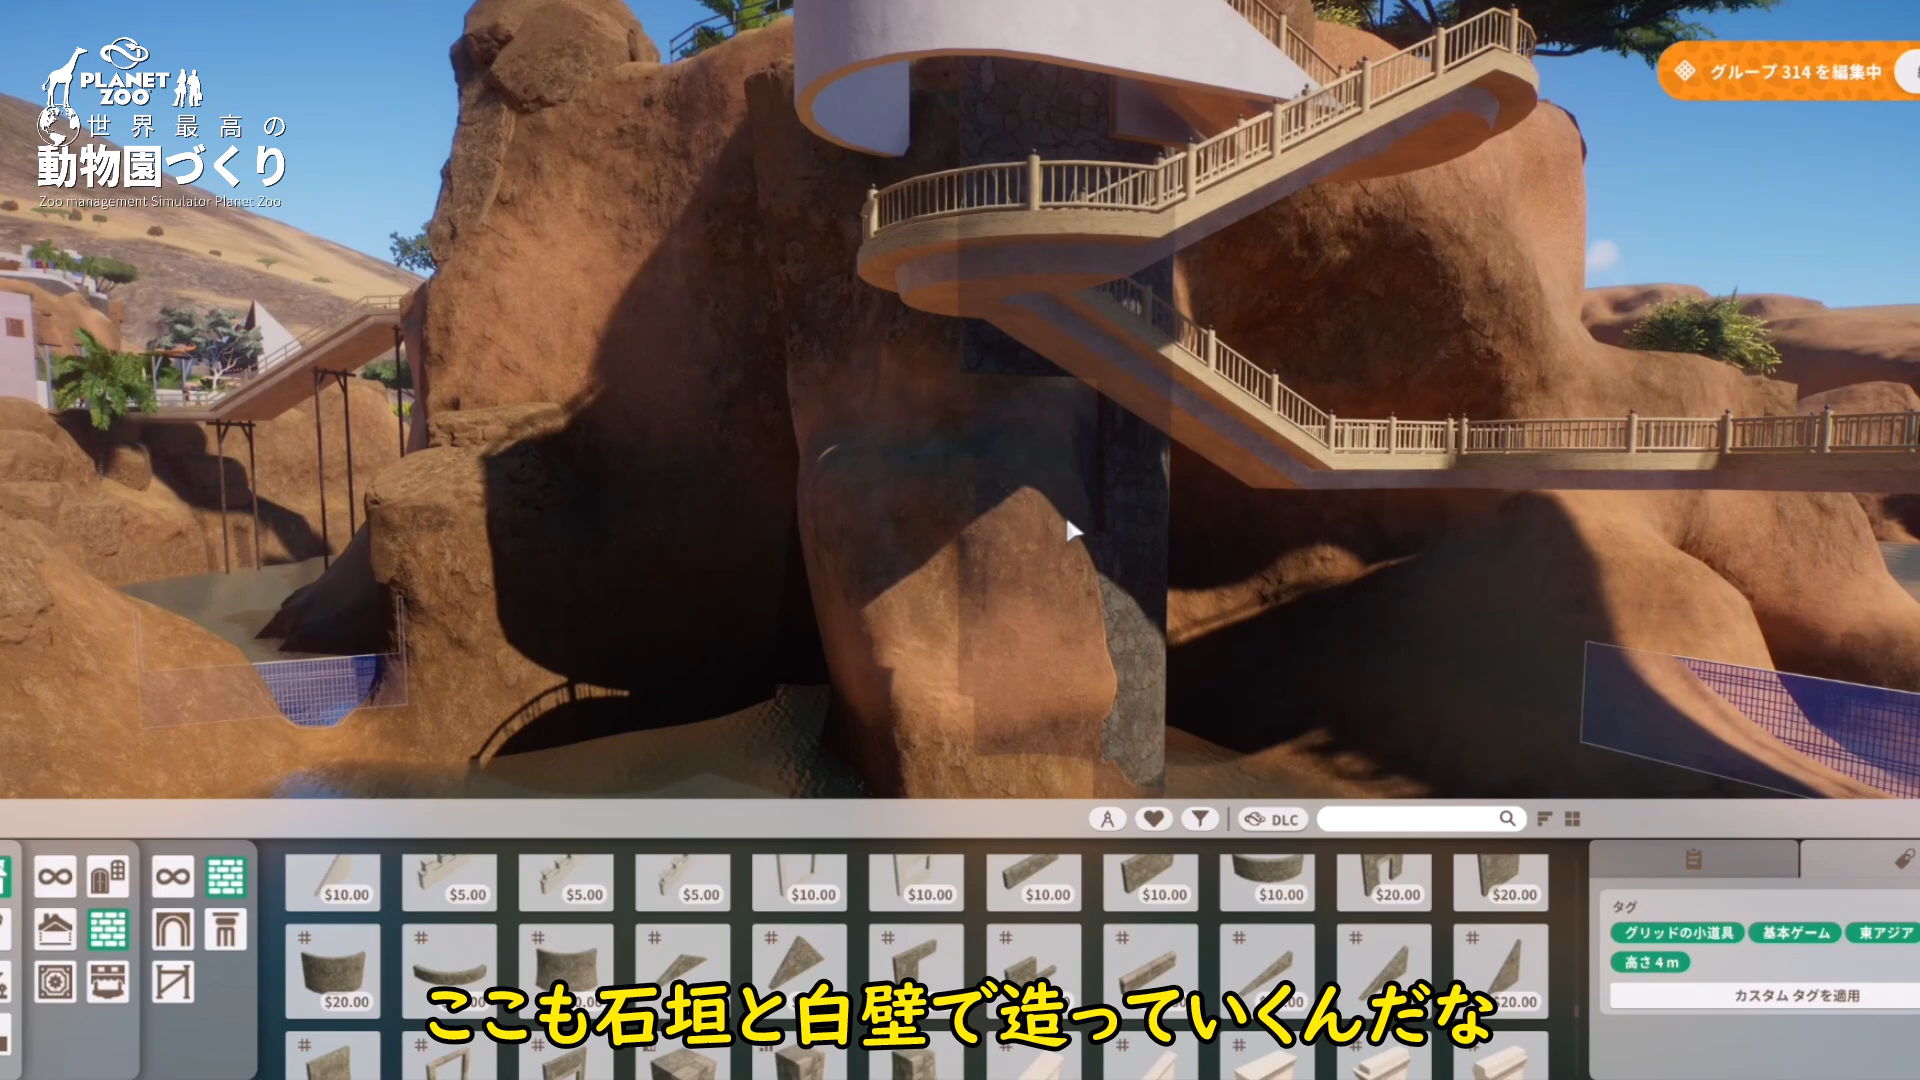 PLANET
ZOO
世界最高の
動物園づくり
Zoo management Simulator Planet Zoo
グループ 314 を編集中
DLC
$10.00
$5.00
$5.00
$5.00
$10.00
$10.00
$10.00
$10.00
$10.00
$20.00
$20.00
タグ
グリッドの小道具
基本ゲーム
東アジア
高さ 4 m
カスタム タグを適用
$20.00
$20.00
ここも石垣と白壁で造っていくんだな